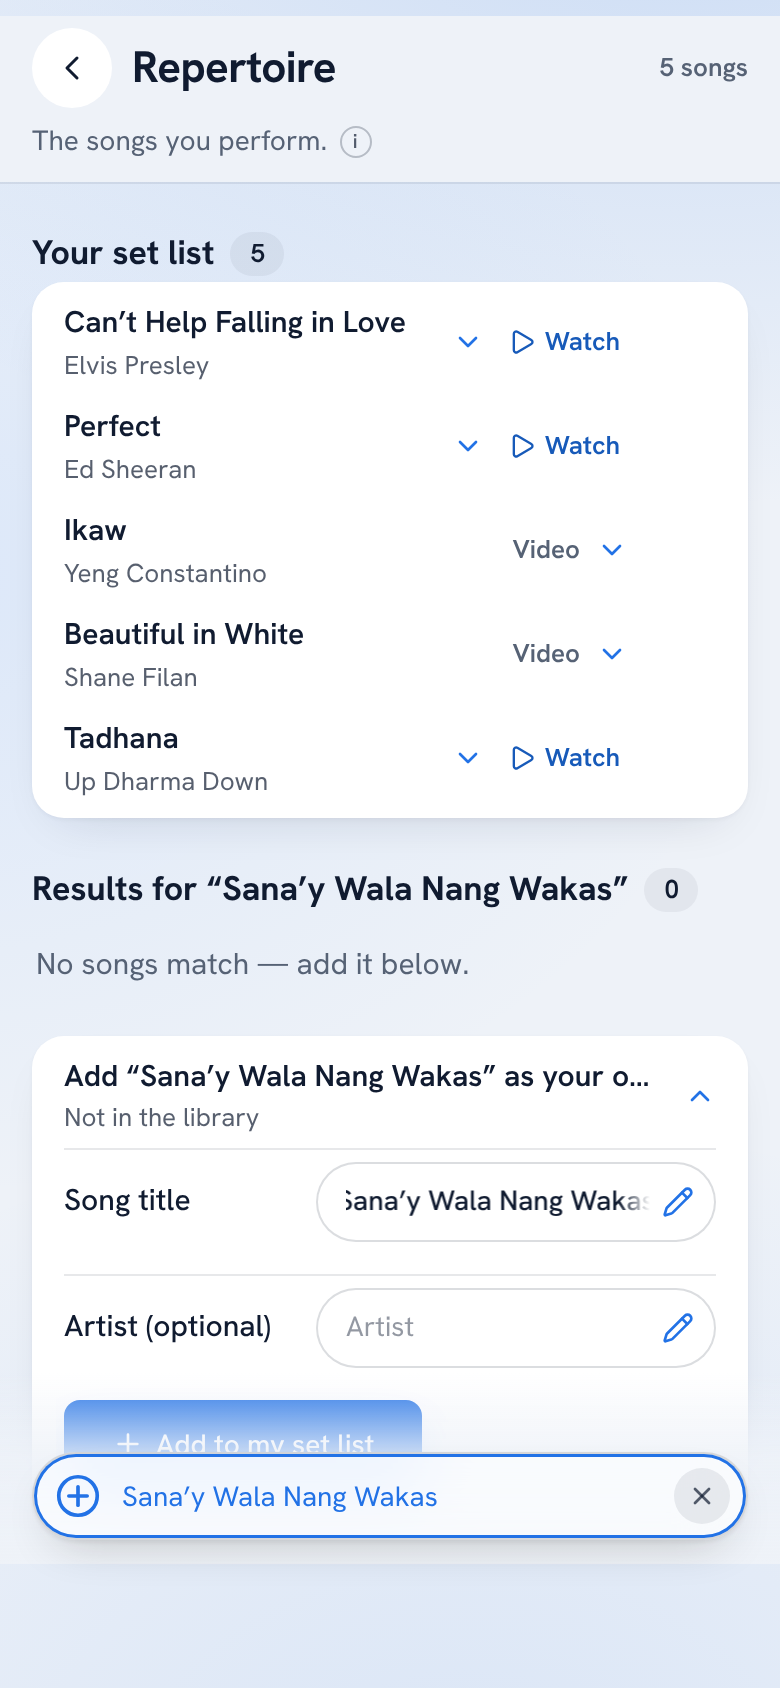 Repertoire
5 songs
The songs you perform.
Your set list 5
Can’t Help Falling in Love
Elvis Presley
Watch
Perfect
Ed Sheeran
Watch
Ikaw
Yeng Constantino
Video
Beautiful in White
Shane Filan
Video
Tadhana
Up Dharma Down
Watch
Results for “Sana’y Wala Nang Wakas” 0
No songs match — add it below.
Add “Sana’y Wala Nang Wakas” as your o...
Not in the library
Song title
Sana’y Wala Nang Wakas
Artist (optional)
Artist
Add to my set list
Sana’y Wala Nang Wakas